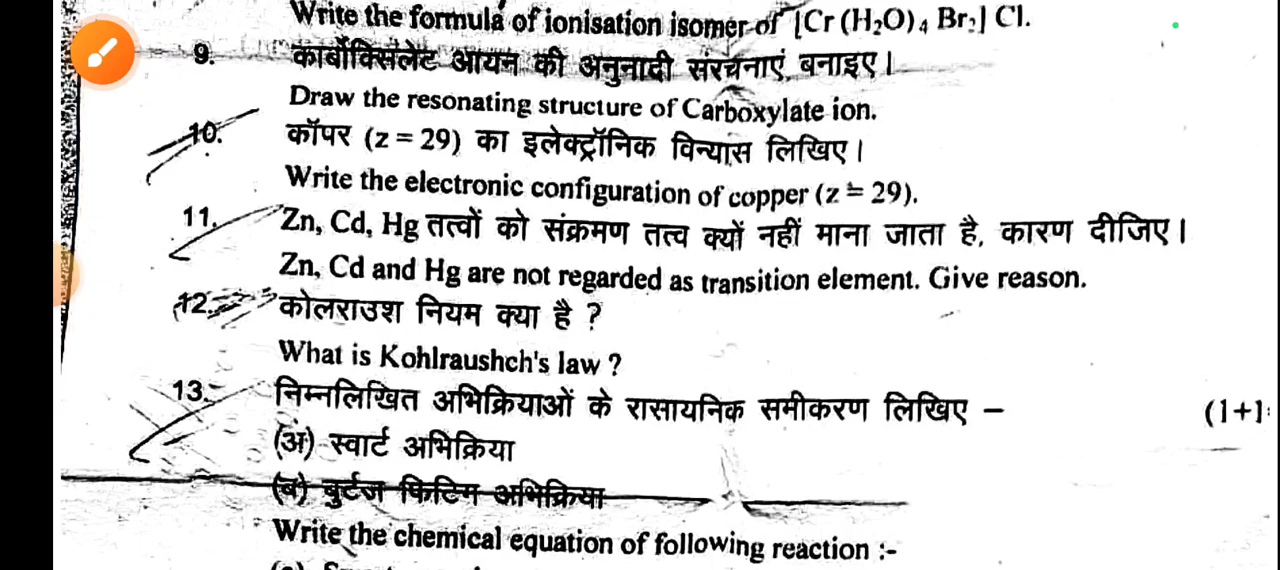 Write the formula of ionisation isomer of [Cr (H₂O)₄ Br₂] Cl.
9. कार्बोक्सिलेट आयन की अनुनादी संरचनाएं बनाइए।
Draw the resonating structure of Carboxylate ion.
10. कॉपर (z = 29) का इलेक्ट्रॉनिक विन्यास लिखिए।
Write the electronic configuration of copper (z = 29).
11. Zn, Cd, Hg तत्वों को संक्रमण तत्व क्यों नहीं माना जाता है, कारण दीजिए।
Zn, Cd and Hg are not regarded as transition element. Give reason.
12. कोलराउश नियम क्या है ?
What is Kohlraushch's law ?
13. निम्नलिखित अभिक्रियाओं के रासायनिक समीकरण लिखिए – (1+1
(अ) स्वार्ट अभिक्रिया
(ब) वुर्टज फिटिग अभिक्रिया
Write the chemical equation of following reaction :-